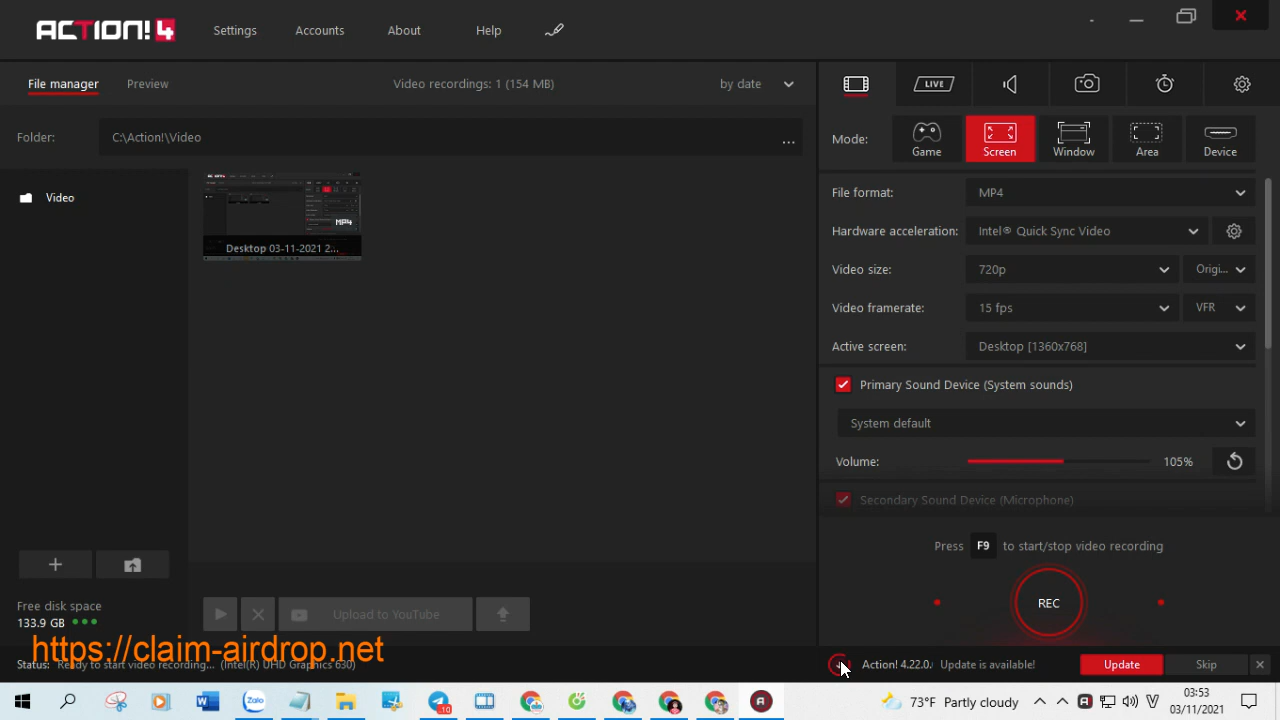 ACTION! 4
Settings
Accounts
About
Help
File manager
Preview
Video recordings: 1 (154 MB)
by date
LIVE
Folder:
C:\Action!\Video
...
Mode:
Game
Screen
Window
Area
Device
Video
MP4
Desktop 03-11-2021 2...
File format:
MP4
Hardware acceleration:
Intel® Quick Sync Video
Video size:
720p
Origi...
Video framerate:
15 fps
VFR
Active screen:
Desktop [1360x768]
Primary Sound Device (System sounds)
System default
Volume:
105%
Secondary Sound Device (Microphone)
Press F9 to start/stop video recording
REC
Free disk space
133.9 GB
Upload to YouTube
https://claim-airdrop.net
Status:
Ready to start video recording... (Intel(R) UHD Graphics 630)
Action! 4.22.0.
Update is available!
Update
Skip
Zalo
10
73°F Partly cloudy
03:53
03/11/2021